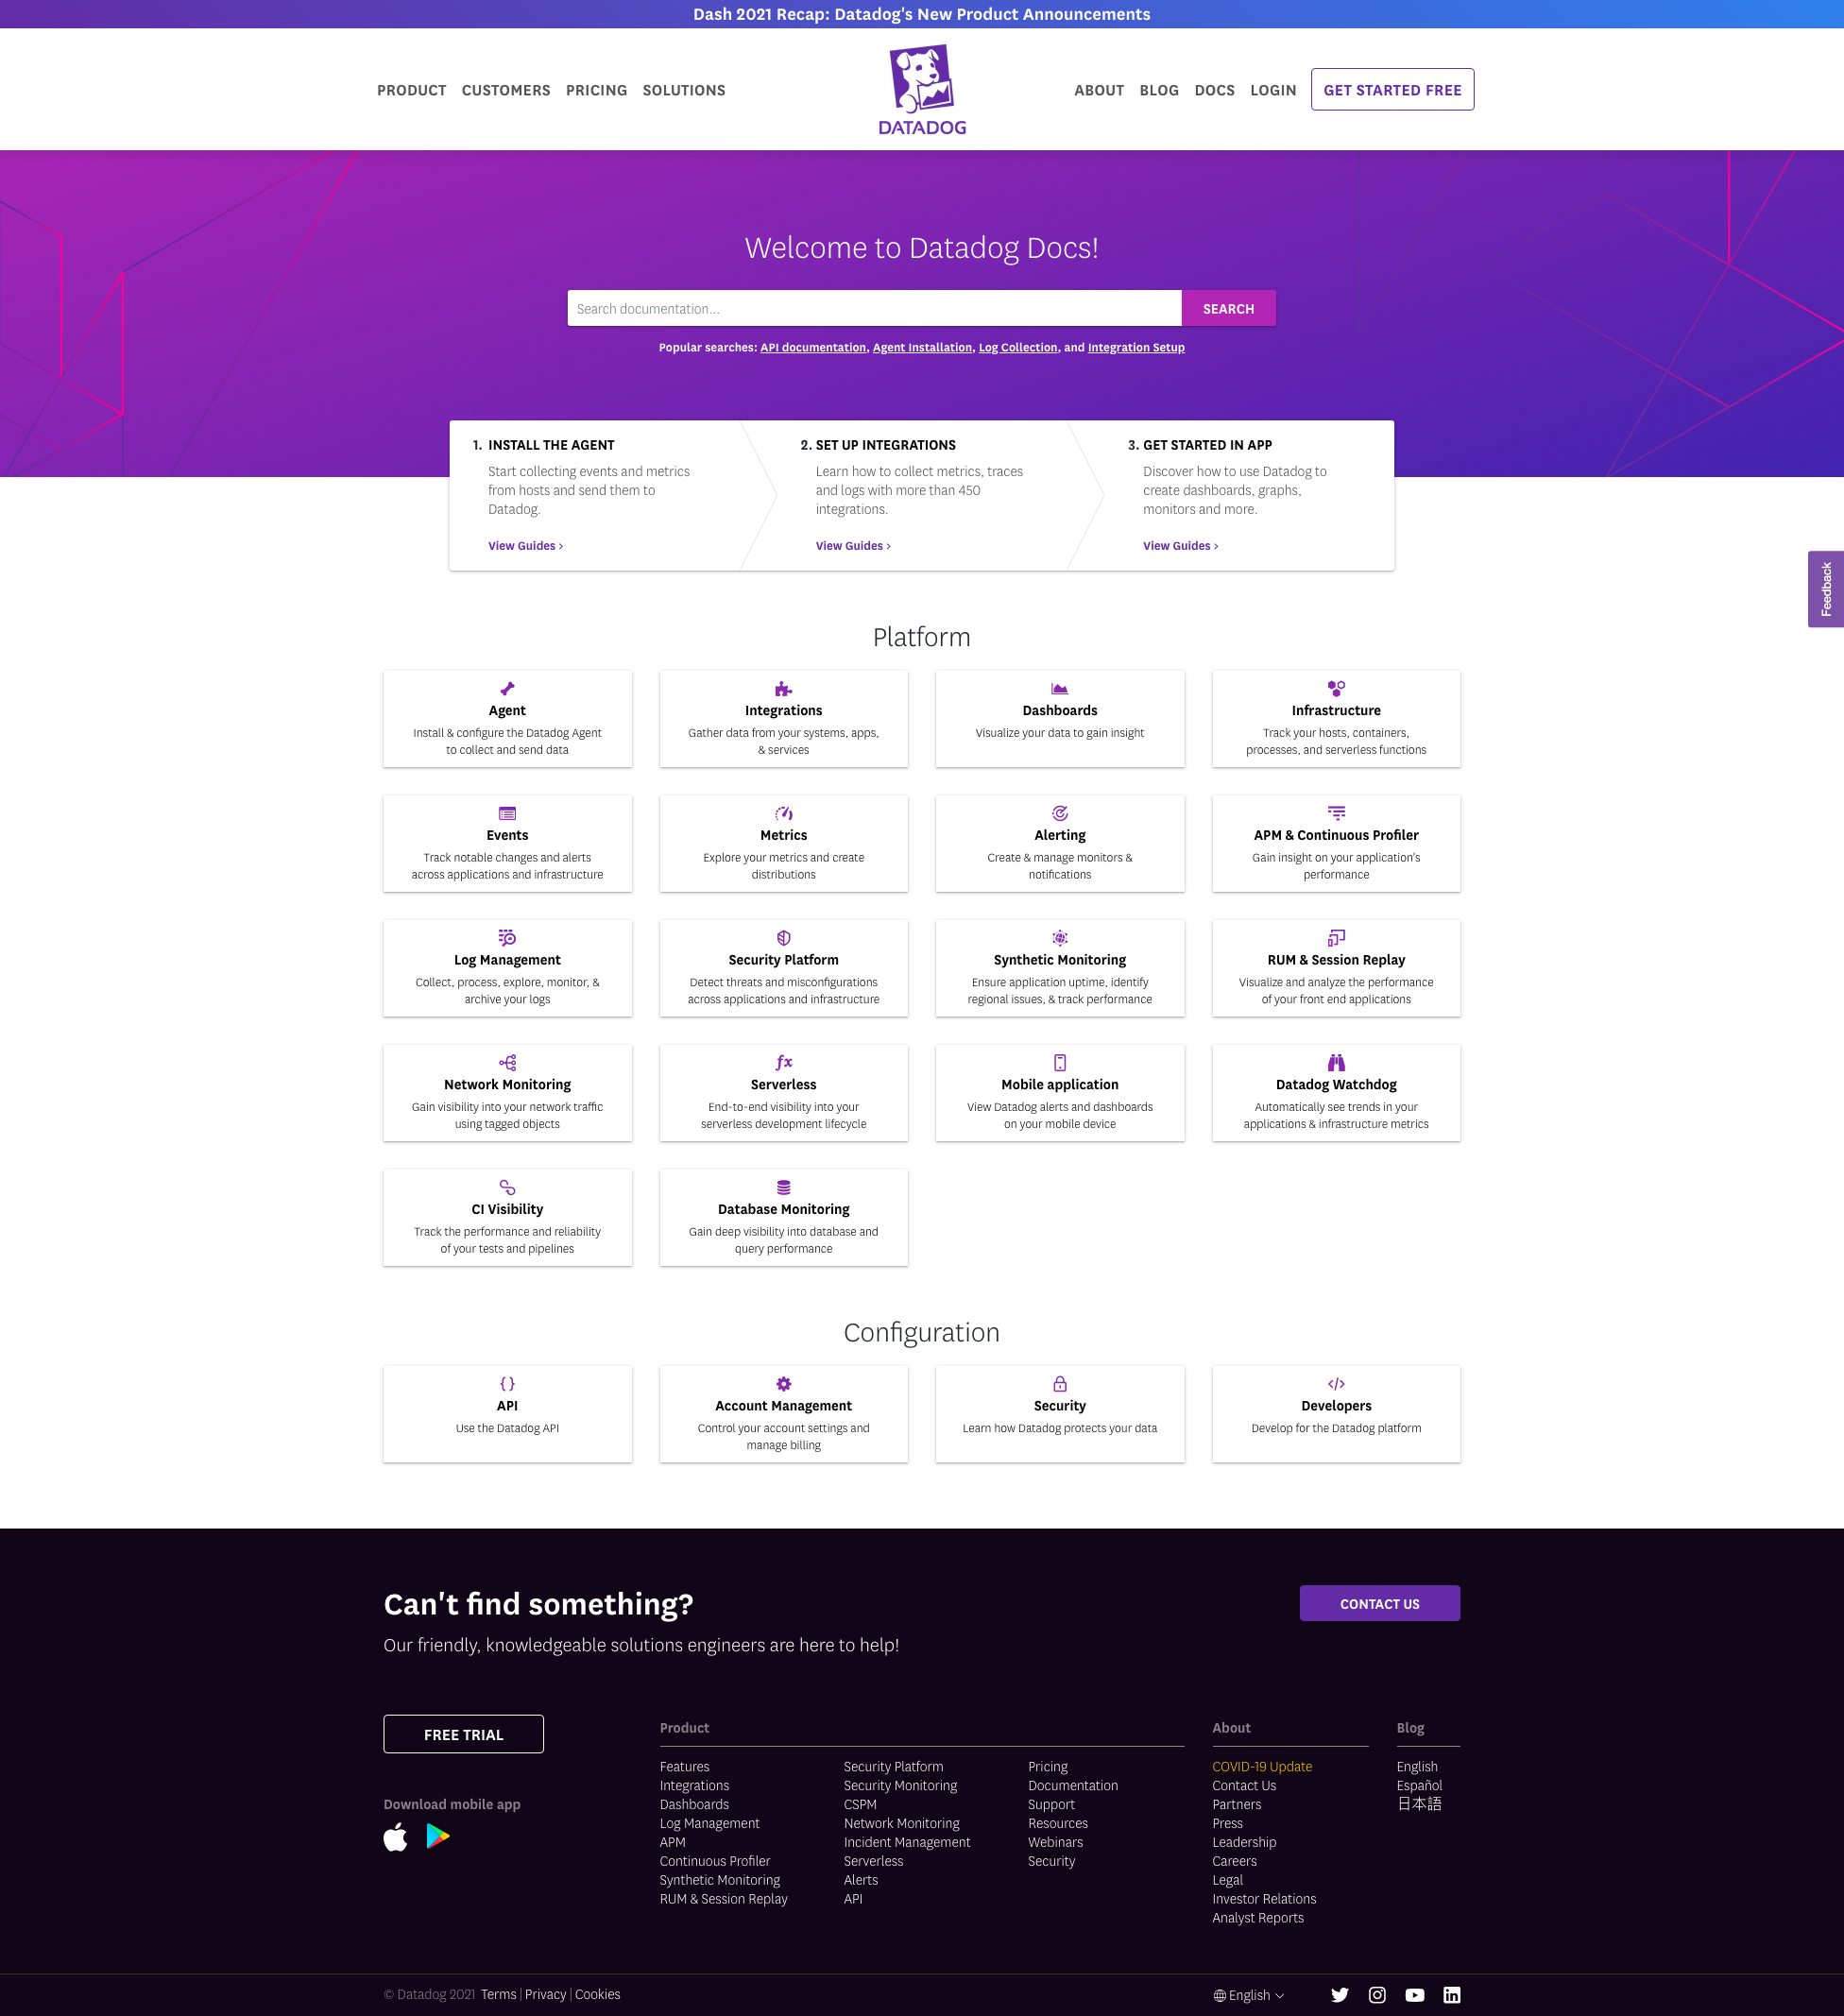 Dash 2021 Recap: Datadog's New Product Announcements
PRODUCT CUSTOMERS PRICING SOLUTIONS
DATADOG
ABOUT BLOG DOCS LOGIN GET STARTED FREE
Welcome to Datadog Docs!
Search documentation...
SEARCH
Popular searches: API documentation, Agent Installation, Log Collection, and Integration Setup
1. INSTALL THE AGENT
Start collecting events and metrics
from hosts and send them to
Datadog.
View Guides >
2. SET UP INTEGRATIONS
Learn how to collect metrics, traces
and logs with more than 450
integrations.
View Guides >
3. GET STARTED IN APP
Discover how to use Datadog to
create dashboards, graphs,
monitors and more.
View Guides >
Feedback
Platform
Agent
Install & configure the Datadog Agent
to collect and send data
Integrations
Gather data from your systems, apps,
& services
Dashboards
Visualize your data to gain insight
Infrastructure
Track your hosts, containers,
processes, and serverless functions
Events
Track notable changes and alerts
across applications and infrastructure
Metrics
Explore your metrics and create
distributions
Alerting
Create & manage monitors &
notifications
APM & Continuous Profiler
Gain insight on your application's
performance
Log Management
Collect, process, explore, monitor, &
archive your logs
Security Platform
Detect threats and misconfigurations
across applications and infrastructure
Synthetic Monitoring
Ensure application uptime, identify
regional issues, & track performance
RUM & Session Replay
Visualize and analyze the performance
of your front end applications
Network Monitoring
Gain visibility into your network traffic
using tagged objects
fx
Serverless
End-to-end visibility into your
serverless development lifecycle
Mobile application
View Datadog alerts and dashboards
on your mobile device
Datadog Watchdog
Automatically see trends in your
applications & infrastructure metrics
CI Visibility
Track the performance and reliability
of your tests and pipelines
Database Monitoring
Gain deep visibility into database and
query performance
Configuration
{ }
API
Use the Datadog API
Account Management
Control your account settings and
manage billing
Security
Learn how Datadog protects your data
</>
Developers
Develop for the Datadog platform
Can't find something?
Our friendly, knowledgeable solutions engineers are here to help!
CONTACT US
FREE TRIAL
Download mobile app
Product
Features
Integrations
Dashboards
Log Management
APM
Continuous Profiler
Synthetic Monitoring
RUM & Session Replay
Security Platform
Security Monitoring
CSPM
Network Monitoring
Incident Management
Serverless
Alerts
API
Pricing
Documentation
Support
Resources
Webinars
Security
About
COVID-19 Update
Contact Us
Partners
Press
Leadership
Careers
Legal
Investor Relations
Analyst Reports
Blog
English
Español
日本語
© Datadog 2021 Terms | Privacy | Cookies
English
in